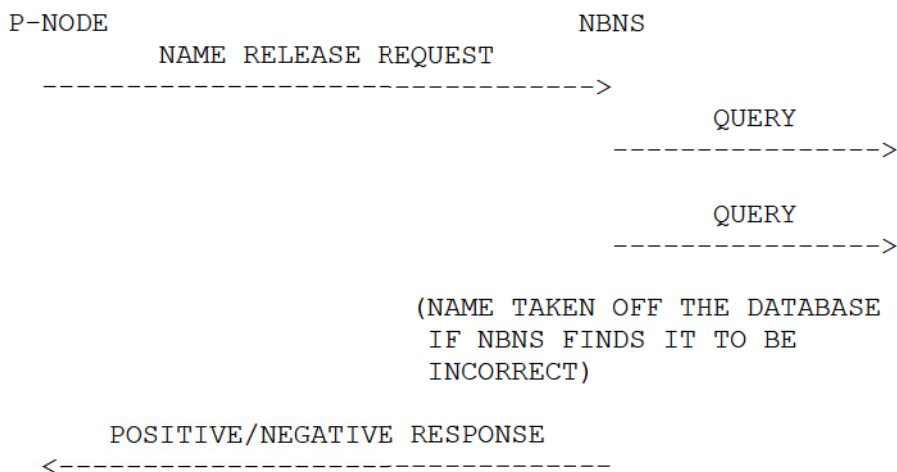 P-NODE NBNS
NAME RELEASE REQUEST
---------------------------------->
QUERY
---------------->
QUERY
---------------->
(NAME TAKEN OFF THE DATABASE
IF NBNS FINDS IT TO BE
INCORRECT)
POSITIVE/NEGATIVE RESPONSE
<----------------------------------